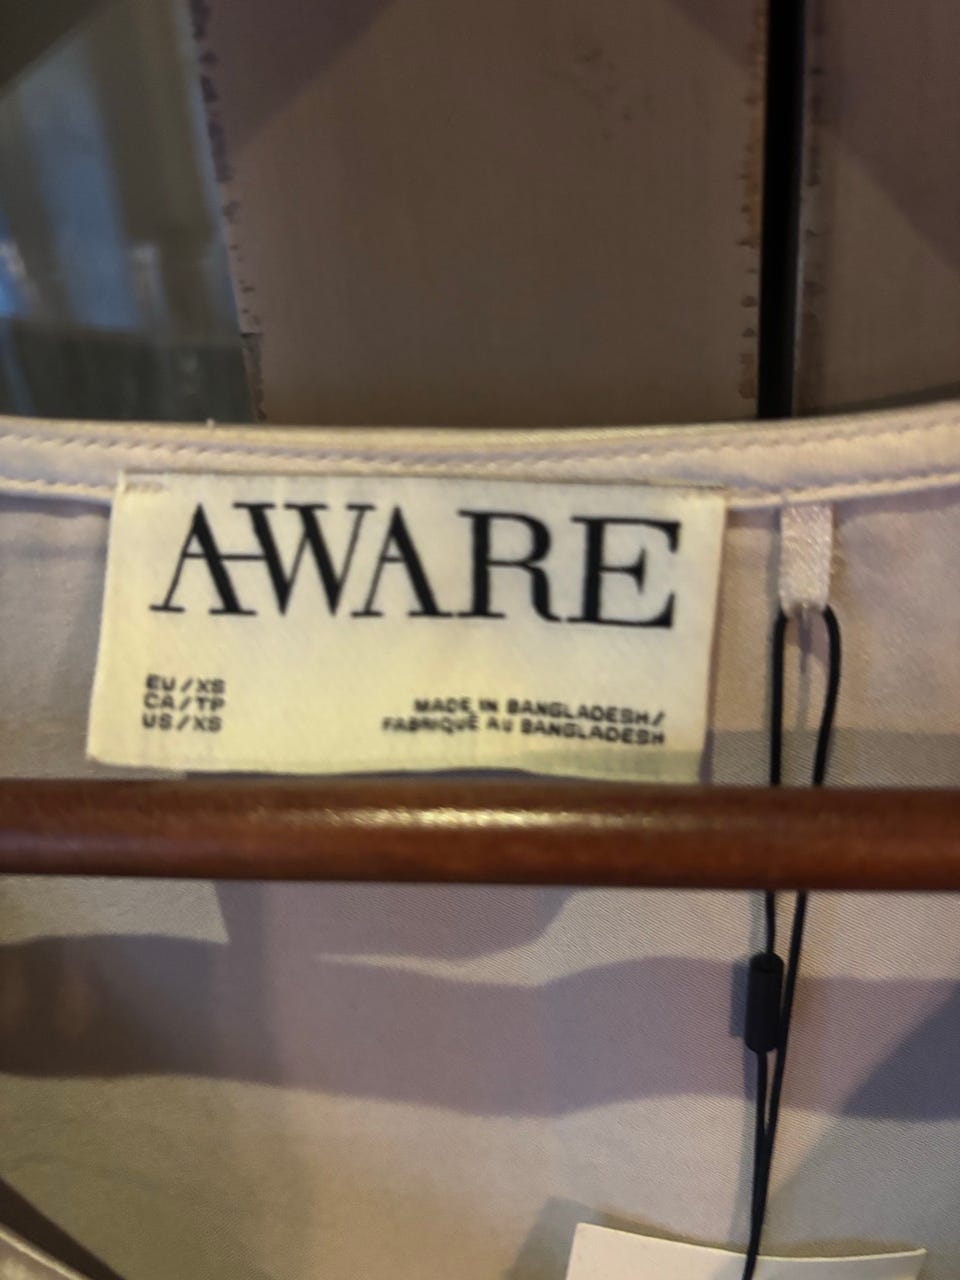 AWARE
EU/XS
CA/TP
US/XS
MADE IN BANGLADESH/
FABRIQUÉ AU BANGLADESH